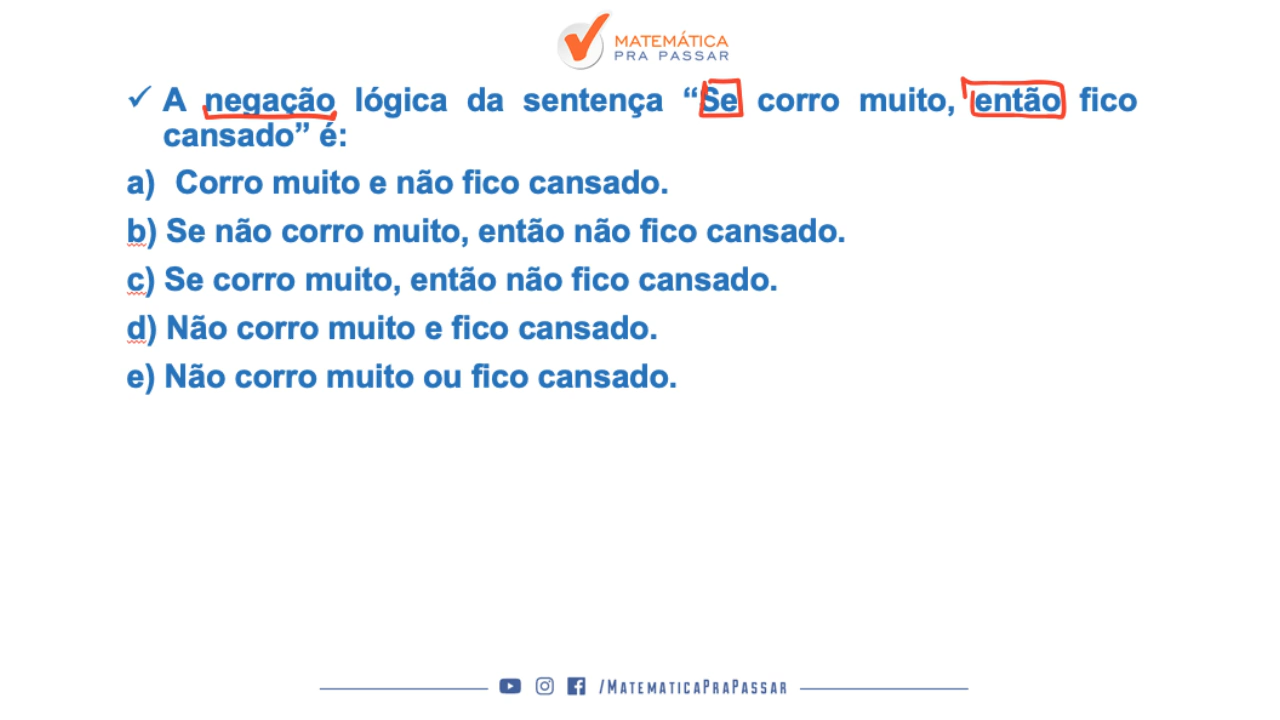 MATEMÁTICA
PRA PASSAR
✓ A negação lógica da sentença “Se corro muito, então fico
cansado” é:
a) Corro muito e não fico cansado.
b) Se não corro muito, então não fico cansado.
c) Se corro muito, então não fico cansado.
d) Não corro muito e fico cansado.
e) Não corro muito ou fico cansado.
/MATEMATICAPRAPASSAR